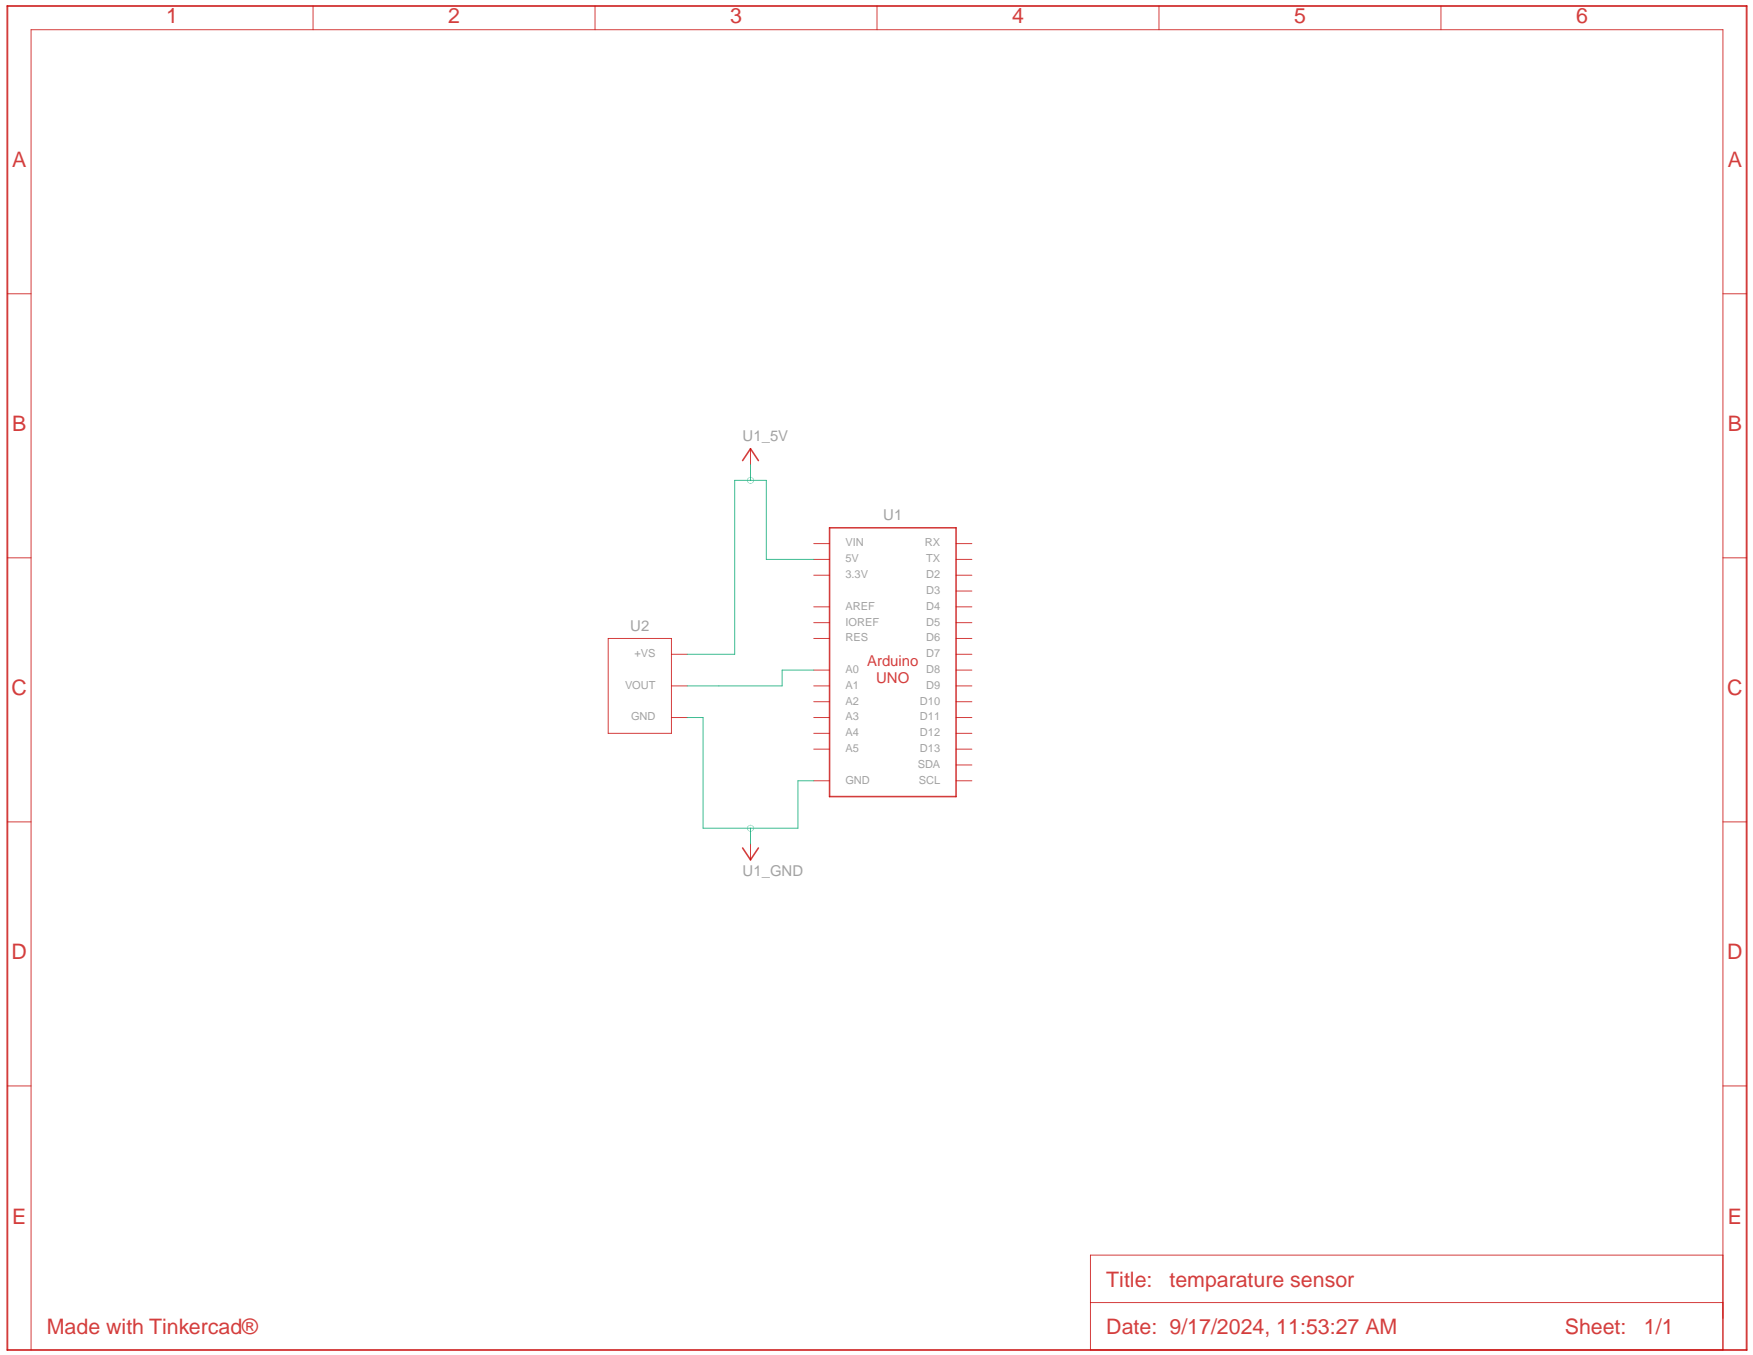 1 2 3 4 5 6
A A
B B
U1_5V
U1
VIN RX
5V TX
3.3V D2
D3
AREF D4
IOREF D5
RES D6
U2
+VS D7
Arduino
A0 D8
UNO
VOUT A1 D9
A2 D10
GND A3 D11
A4 D12
A5 D13
SDA
GND SCL
C C
U1_GND
D D
E E
Title: temparature sensor
Made with Tinkercad®
Date: 9/17/2024, 11:53:27 AM Sheet: 1/1